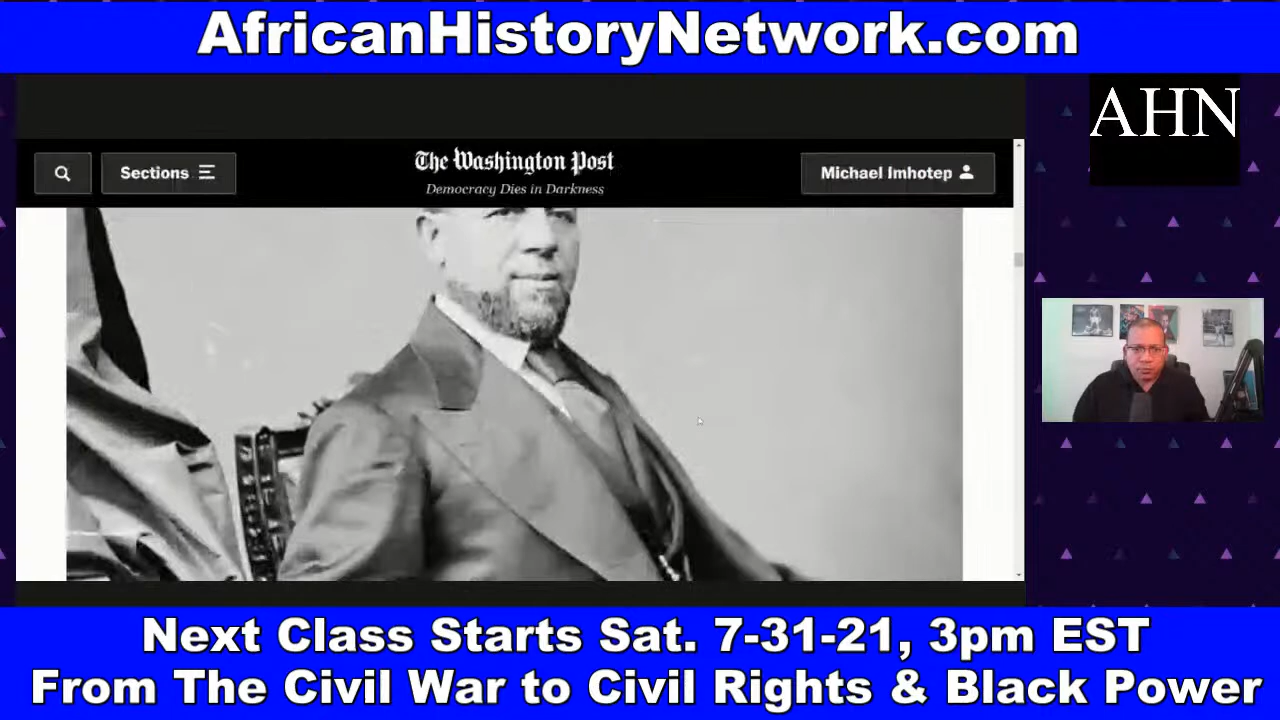 AfricanHistoryNetwork.com
AHN
The Washington Post
Democracy Dies in Darkness
Sections
Michael Imhotep
Next Class Starts Sat. 7-31-21, 3pm EST
From The Civil War to Civil Rights & Black Power